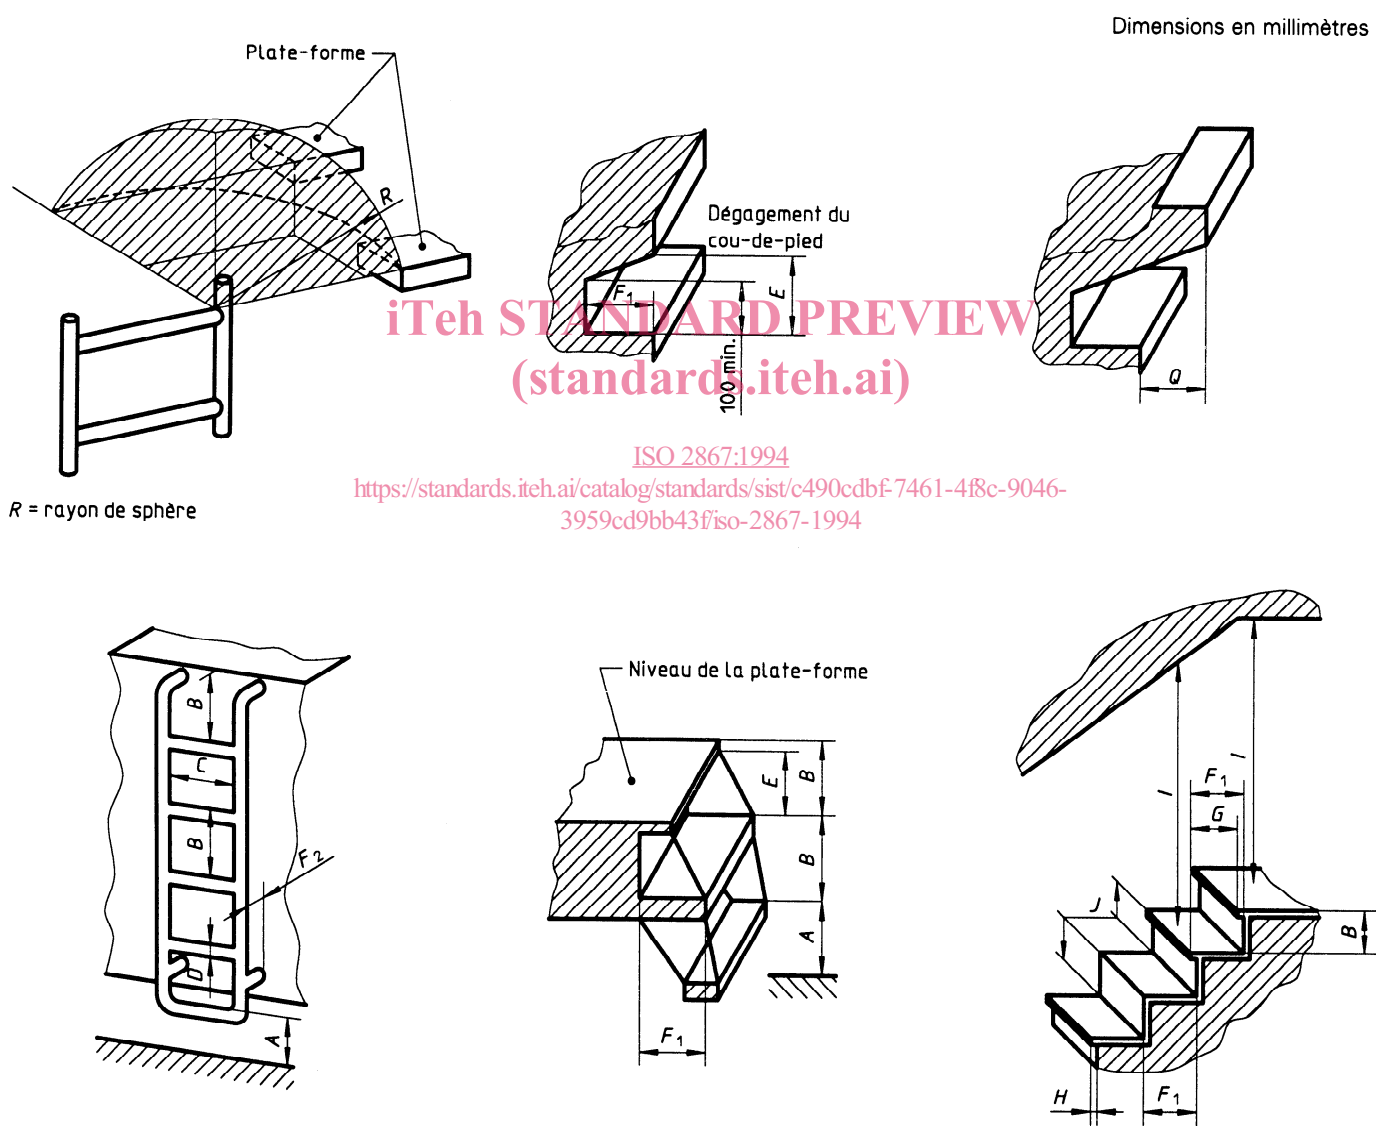 Dimensions en millimètres
Plate-forme
R
Dégagement du
cou-de-pied
F1
E
100 min.
Q
iTeh STANDARD PREVIEW
(standards.iteh.ai)
ISO 2867:1994
https://standards.iteh.ai/catalog/standards/sist/c490cdbf-7461-4f8c-9046-
3959cd9bb43f/iso-2867-1994
R = rayon de sphère
B
C
B
F2
D
A
Niveau de la plate-forme
E
B
B
A
F1
I
I
F1
G
J
B
H
F1